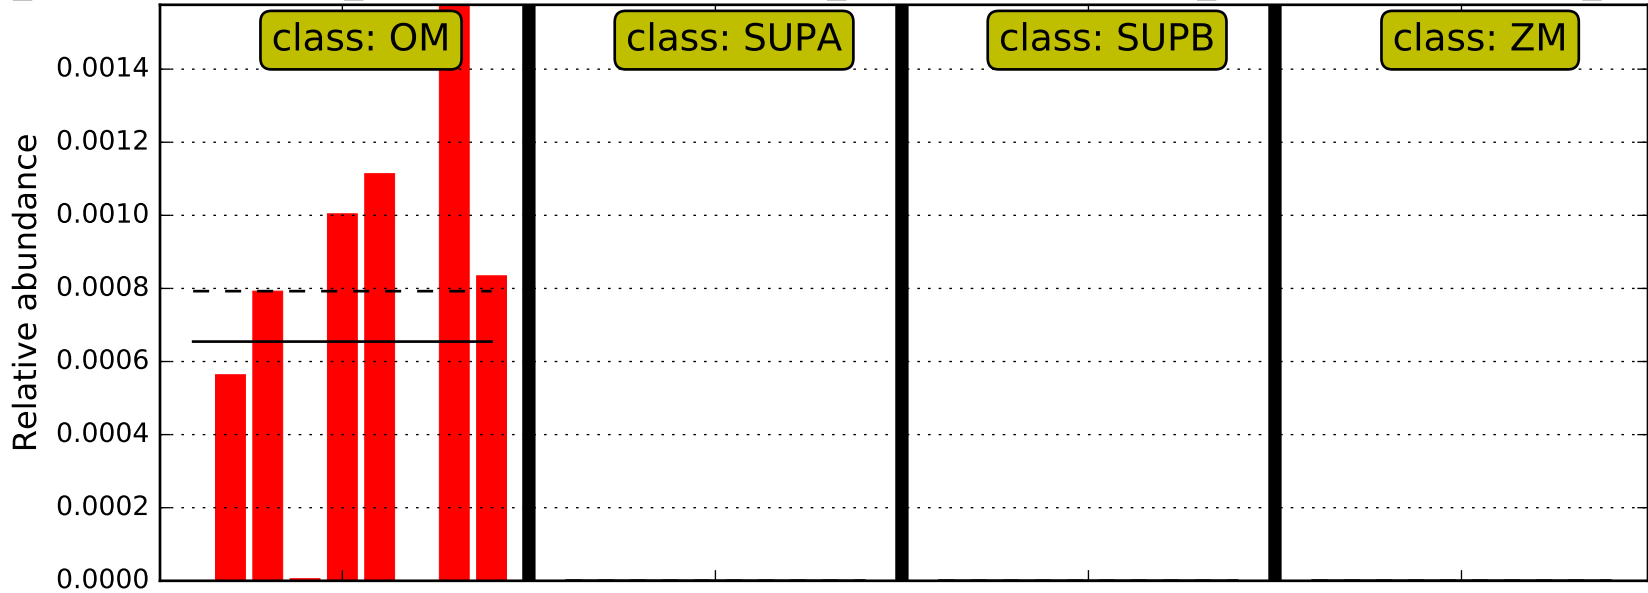 class: OM
class: SUPA
class: SUPB
class: ZM
0.0014
0.0012
0.0010
0.0008
0.0006
0.0004
0.0002
0.0000
Relative abundance